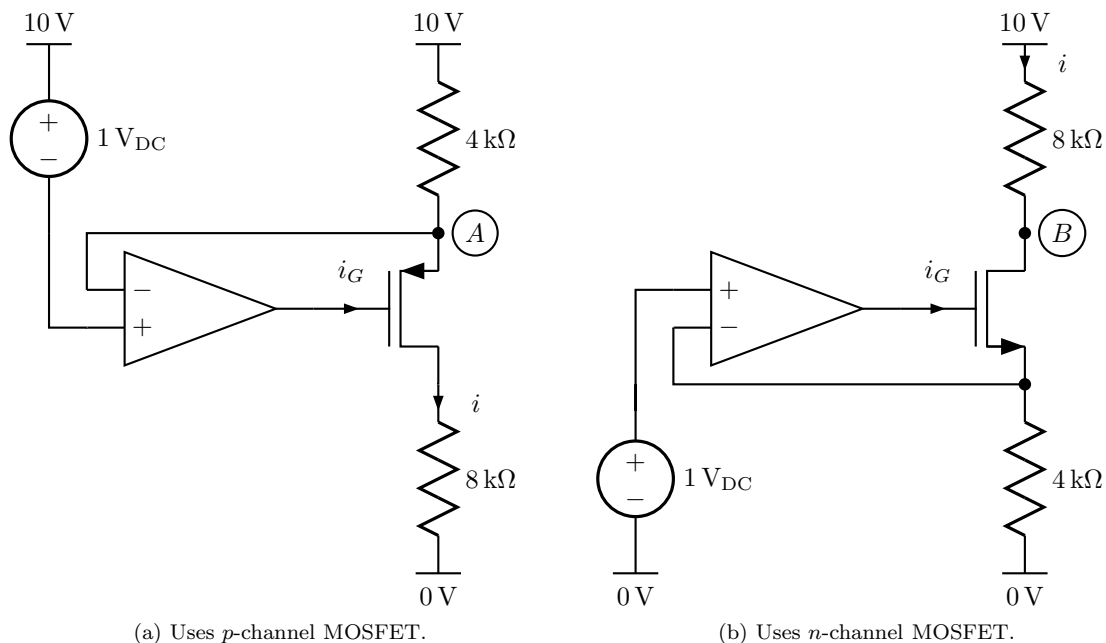 10 V
10 V
10 V
i
+
−
1 V_DC
4 kΩ
8 kΩ
A
B
i_G
i_G
−
+
+
−
i
+
−
1 V_DC
8 kΩ
4 kΩ
0 V
0 V
0 V
(a) Uses p-channel MOSFET.
(b) Uses n-channel MOSFET.